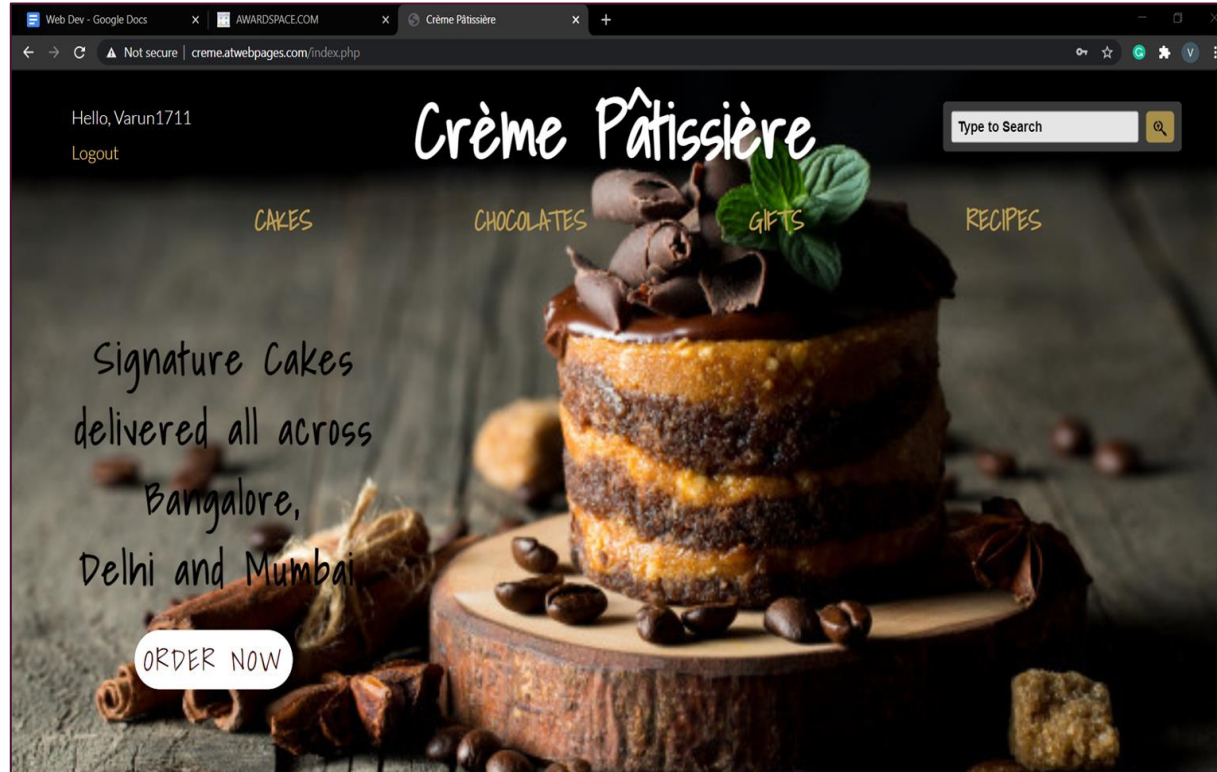 Web Dev - Google Docs
AWARDSPACE.COM
Crème Pâtissière
Not secure | creme.atwebpages.com/index.php
V
Hello, Varun1711
Logout
Crème Pâtissière
Type to Search
CAKES CHOCOLATES GIFTS RECIPES
Signature Cakes
delivered all across
Bangalore,
Delhi and Mumbai
ORDER NOW